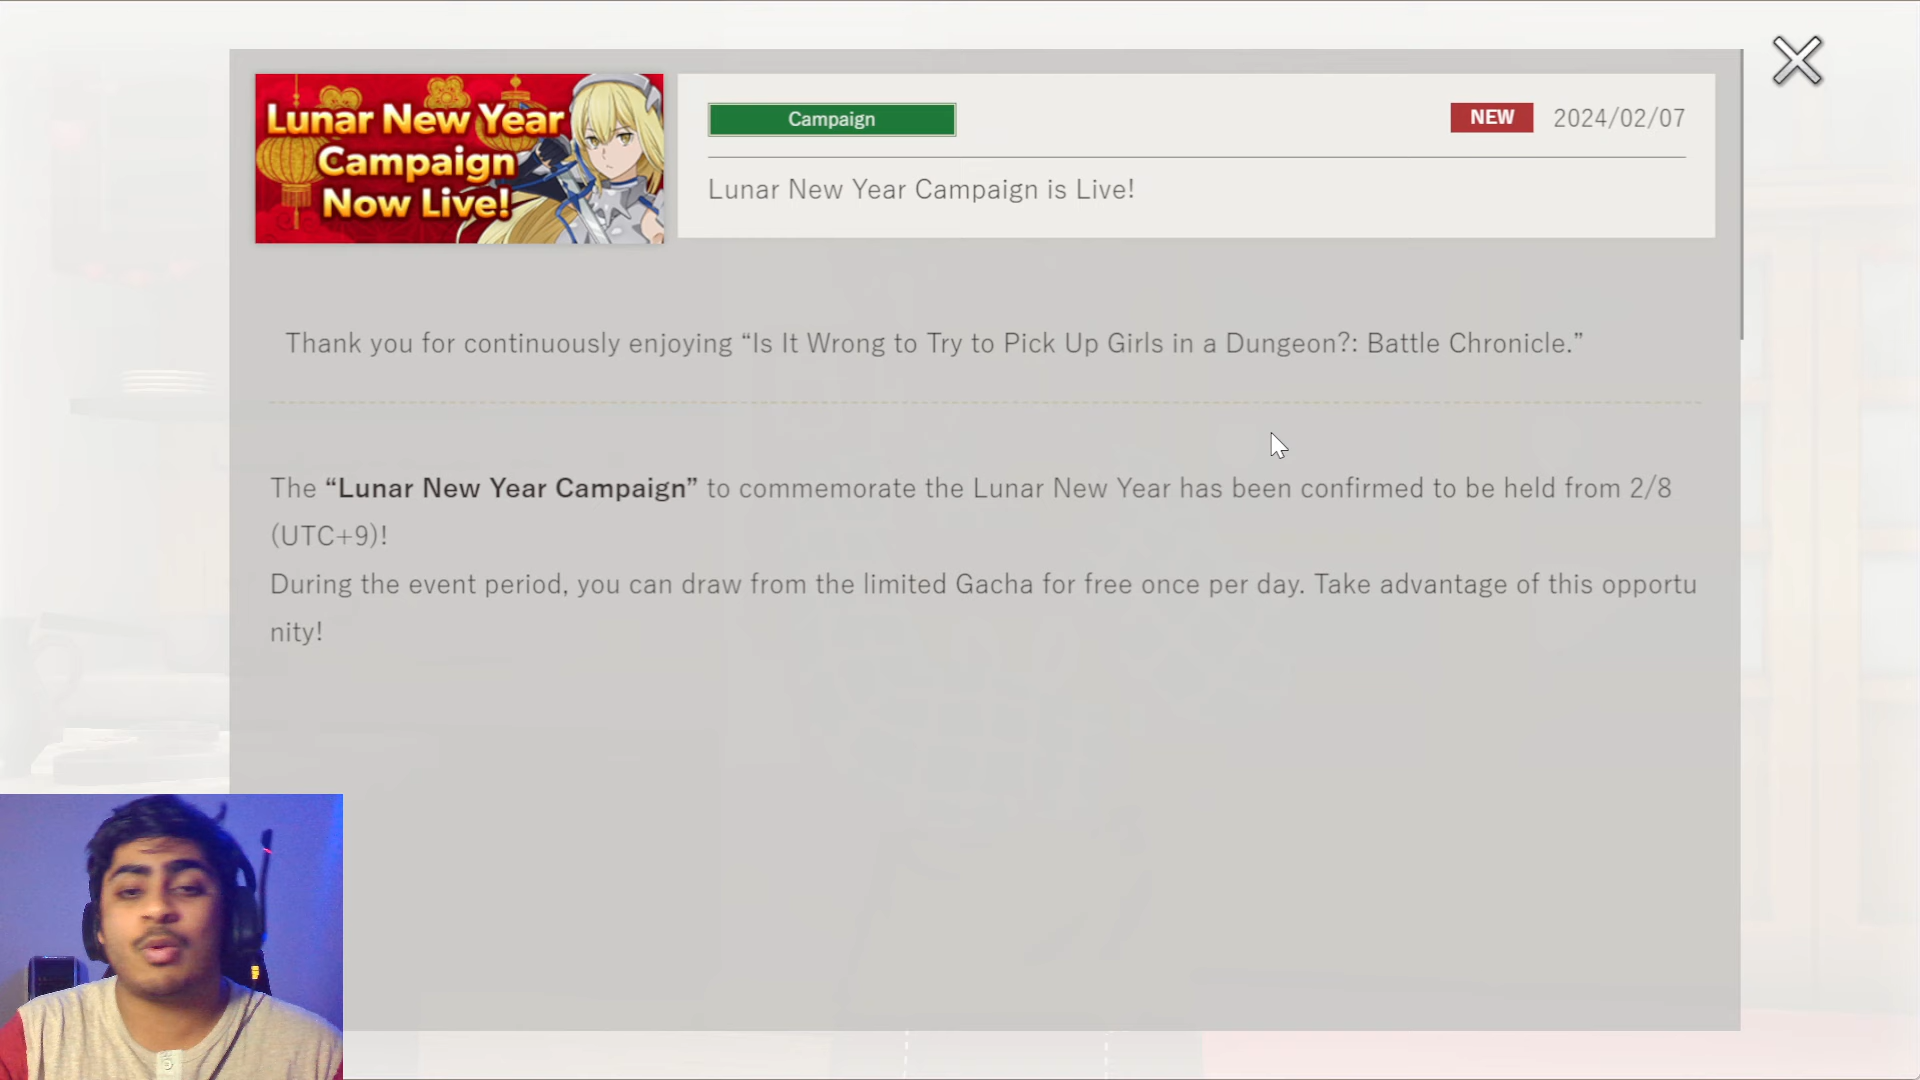 Lunar New Year
Campaign
Now Live!
Campaign
NEW 2024/02/07
Lunar New Year Campaign is Live!
Thank you for continuously enjoying “Is It Wrong to Try to Pick Up Girls in a Dungeon?: Battle Chronicle.”
The “Lunar New Year Campaign” to commemorate the Lunar New Year has been confirmed to be held from 2/8
(UTC+9)!
During the event period, you can draw from the limited Gacha for free once per day. Take advantage of this opportu
nity!